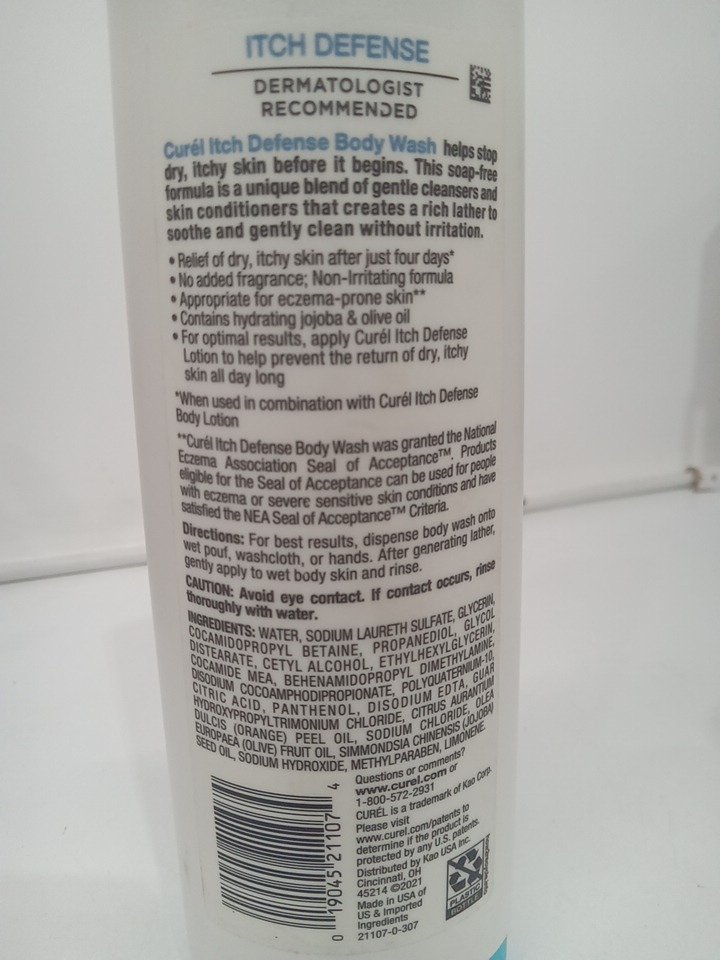 ITCH DEFENSE
DERMATOLOGIST
RECOMMENDED
Curél Itch Defense Body Wash helps stop
dry, itchy skin before it begins. This soap-free
formula is a unique blend of gentle cleansers and
skin conditioners that creates a rich lather to
soothe and gently clean without irritation.
• Relief of dry, itchy skin after just four days*
• No added fragrance; Non-Irritating formula
• Appropriate for eczema-prone skin**
• Contains hydrating jojoba & olive oil
• For optimal results, apply Curél Itch Defense
Lotion to help prevent the return of dry, itchy
skin all day long
*When used in combination with Curél Itch Defense
Body Lotion
**Curél Itch Defense Body Wash was granted the National
Eczema Association Seal of Acceptance™. Products
eligible for the Seal of Acceptance can be used for people
with eczema or severe sensitive skin conditions and have
satisfied the NEA Seal of Acceptance™ Criteria.
Directions: For best results, dispense body wash onto
wet pouf, washcloth, or hands. After generating lather,
gently apply to wet body skin and rinse.
CAUTION: Avoid eye contact. If contact occurs, rinse
thoroughly with water.
INGREDIENTS: WATER, SODIUM LAURETH SULFATE, GLYCERIN,
COCAMIDOPROPYL BETAINE, PROPANEDIOL, GLYCOL
DISTEARATE, CETYL ALCOHOL, ETHYLHEXYLGLYCERIN,
COCAMIDE MEA, BEHENAMIDOPROPYL DIMETHYLAMINE,
DISODIUM COCOAMPHODIPROPIONATE, POLYQUATERNIUM-10,
CITRIC ACID, PANTHENOL, DISODIUM EDTA, GUAR
HYDROXYPROPYLTRIMONIUM CHLORIDE, CITRUS AURANTIUM
DULCIS (ORANGE) PEEL OIL, SODIUM CHLORIDE, OLEA
EUROPAEA (OLIVE) FRUIT OIL, SIMMONDSIA CHINENSIS (JOJOBA)
SEED OIL, SODIUM HYDROXIDE, METHYLPARABEN, LIMONENE.
Questions or comments?
www.curel.com or
1-800-572-2931
CURÉL is a trademark of Kao Corp.
Please visit
www.curel.com/patents to
determine if the product is
protected by any U.S. patents.
Distributed by Kao USA Inc.
Cincinnati, OH
45214 ©2021
Made in USA of
US & Imported
Ingredients
21107-0-307
0 19045 21107 4
PLASTIC
BOTTLE